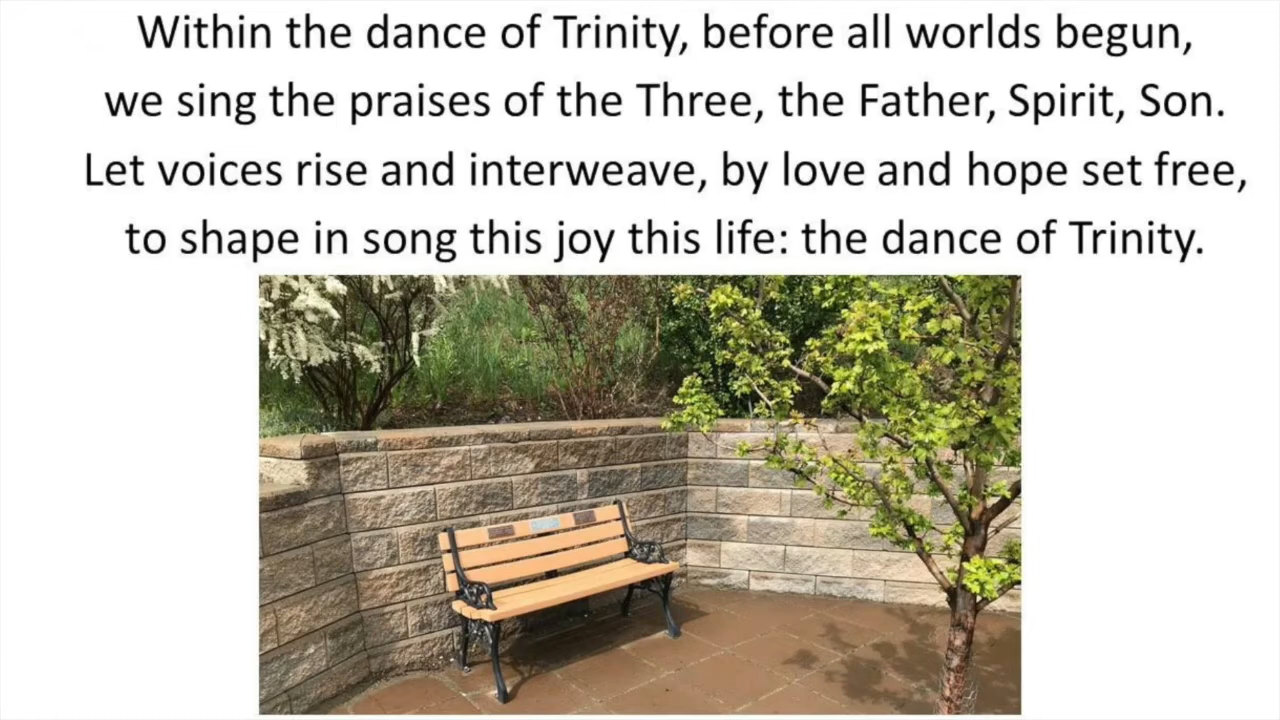 Within the dance of Trinity, before all worlds begun,
we sing the praises of the Three, the Father, Spirit, Son.
Let voices rise and interweave, by love and hope set free,
to shape in song this joy this life: the dance of Trinity.